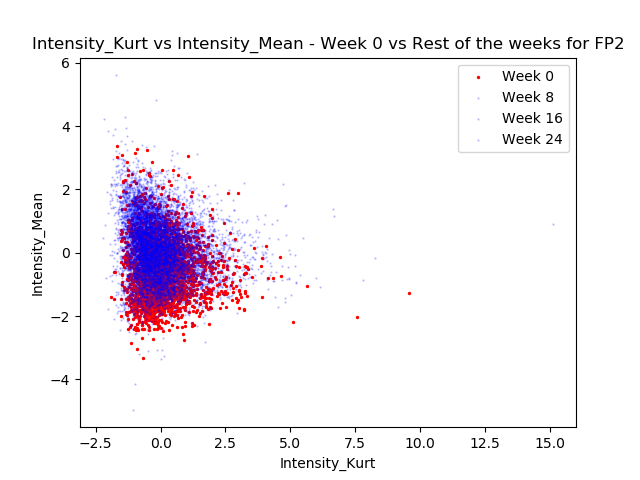 Intensity_Kurt vs Intensity_Mean - Week 0 vs Rest of the weeks for FP2
Week 0
Week 8
Week 16
Week 24
6
4
2
0
−2
−4
Intensity_Mean
−2.5 0.0 2.5 5.0 7.5 10.0 12.5 15.0
Intensity_Kurt